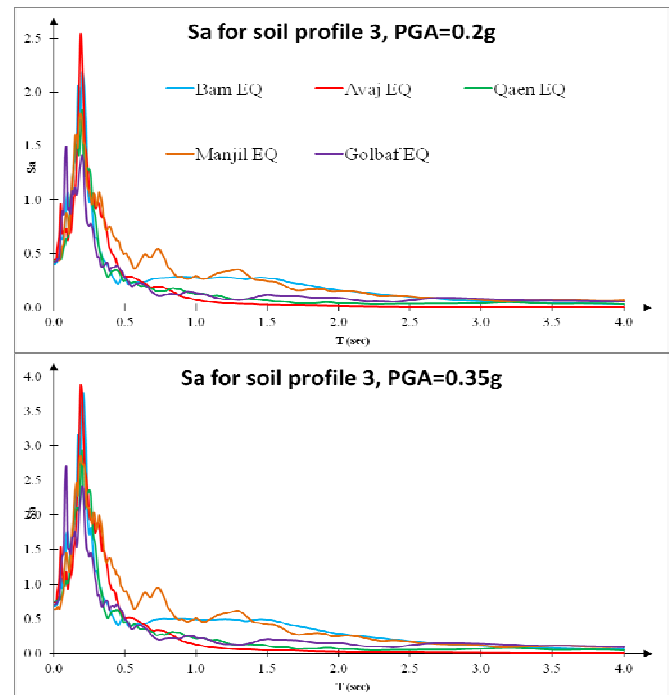 Sa for soil profile 3, PGA=0.2g
Bam EQ Avaj EQ Qaen EQ
Manjil EQ Golbaf EQ
Sa
2.5
2.0
1.5
1.0
0.5
0.0
0.0 0.5 1.0 1.5 2.0 2.5 3.0 3.5 4.0
T (sec)
Sa for soil profile 3, PGA=0.35g
Sa
4.0
3.5
3.0
2.5
2.0
1.5
1.0
0.5
0.0
0.0 0.5 1.0 1.5 2.0 2.5 3.0 3.5 4.0
T (sec)